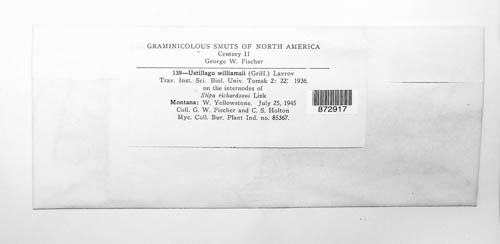 GRAMINICOLOUS SMUTS OF NORTH AMERICA
Century II
George W. Fischer
139—Ustilago williamsii (Griff.) Lavrov
Trav. Inst. Sci. Biol. Univ. Tomsk 2: 22. 1936.
on the internodes of
Stipa richardsoni Link
Montana: W. Yellowstone. July 25, 1945
Coll. G. W. Fischer and C. S. Holton
Myc. Coll. Bur. Plant Ind. no. 85367.
872917